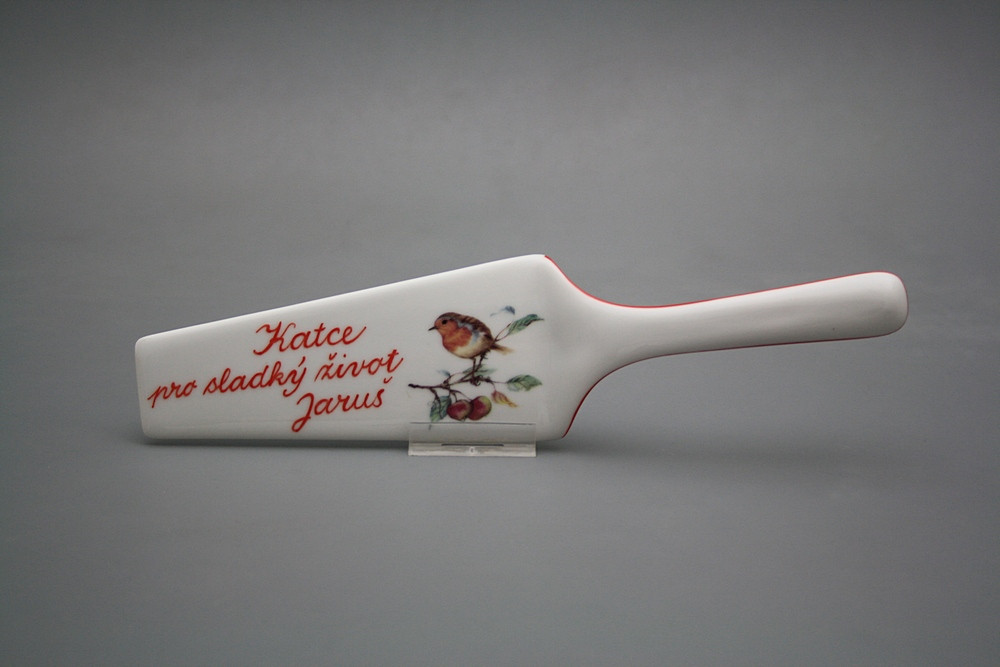 Katce
pro sladký život
Jaruš